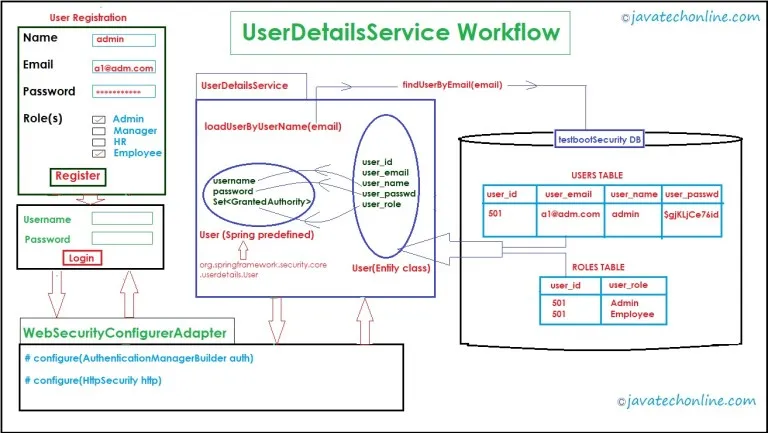 User Registration
Name admin
Email a1@adm.com
Password ***********
Role(s) Admin
Manager
HR
Employee
Register
Username
Password
Login
WebSecurityConfigurerAdapter
# configure(AuthenticationManagerBuilder auth)
# configure(HttpSecurity http)
UserDetailsService Workflow
©javatechonline.com
UserDetailsService
findUserByEmail(email)
loadUserByUserName(email)
username
password
Set<GrantedAuthority>
User (Spring predefined)
org.springframework.security.core
.userdetails.User
user_id
user_email
user_name
user_passwd
user_role
User(Entity class)
testbootSecurity DB
USERS TABLE
user_id user_email user_name user_passwd
501 a1@adm.com admin $gjKLjCe76id
ROLES TABLE
user_id user_role
501 Admin
501 Employee
©javatechonline.com